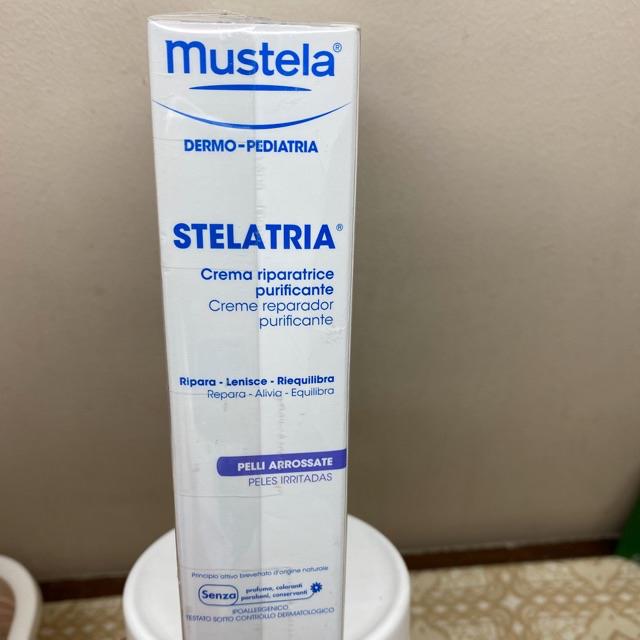 mustela®
DERMO-PEDIATRIA
STELATRIA®
Crema riparatrice
purificante
Creme reparador
purificante
Ripara - Lenisce - Riequilibra
Repara - Alivia - Equilibra
PELLI ARROSSATE
PELES IRRITADAS
Principio attivo brevettato d'origine naturale
Senza profumo, coloranti
parabeni, conservanti
IPOALLERGENICO
TESTATO SOTTO CONTROLLO DERMATOLOGICO